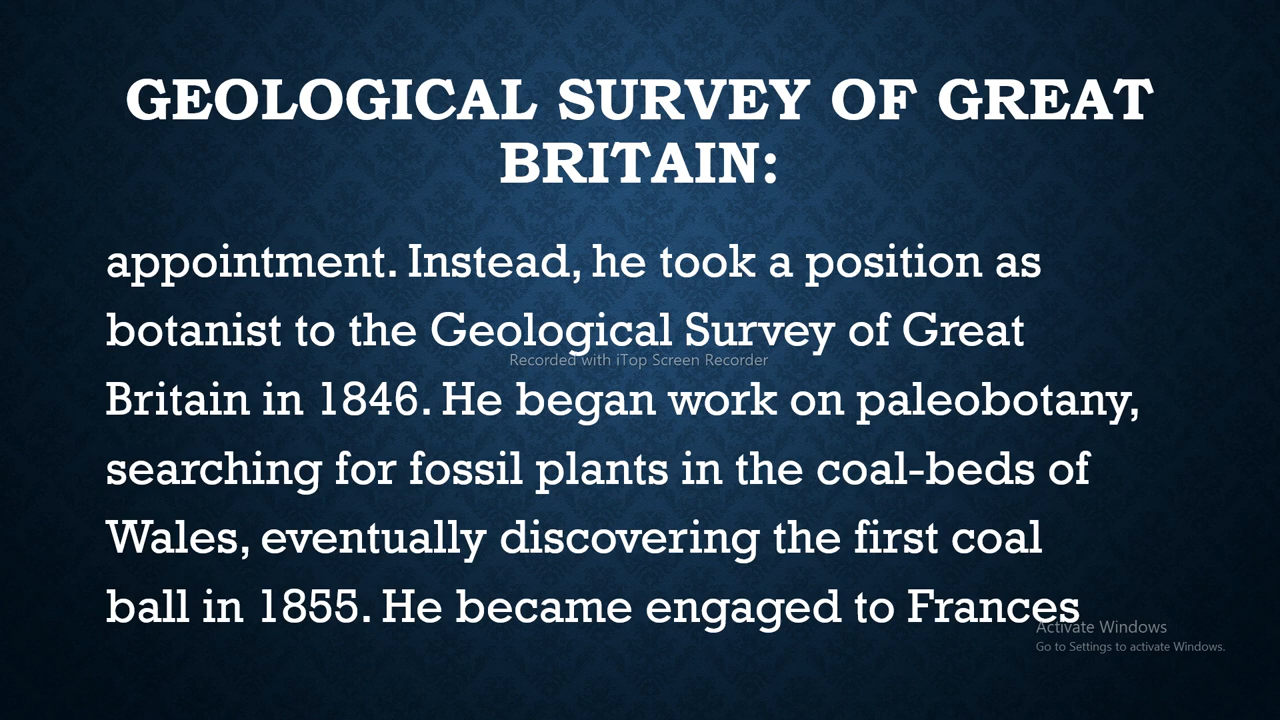 GEOLOGICAL SURVEY OF GREAT
BRITAIN:
appointment. Instead, he took a position as
botanist to the Geological Survey of Great
Recorded with iTop Screen Recorder
Britain in 1846. He began work on paleobotany,
searching for fossil plants in the coal-beds of
Wales, eventually discovering the first coal
ball in 1855. He became engaged to Frances
Activate Windows
Go to Settings to activate Windows.